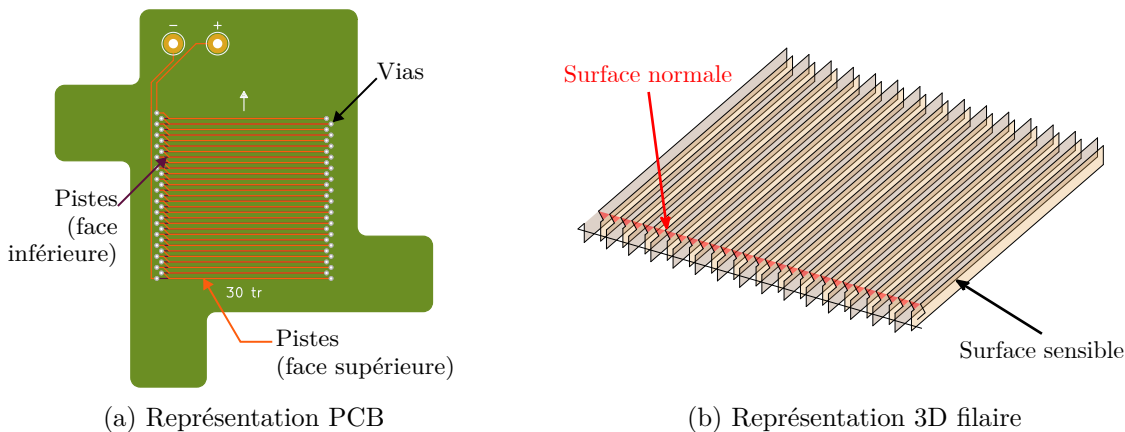 − +
Vias
Pistes
(face
inférieure)
30 tr
Pistes
(face supérieure)
(a) Représentation PCB
Surface normale
Surface sensible
(b) Représentation 3D filaire